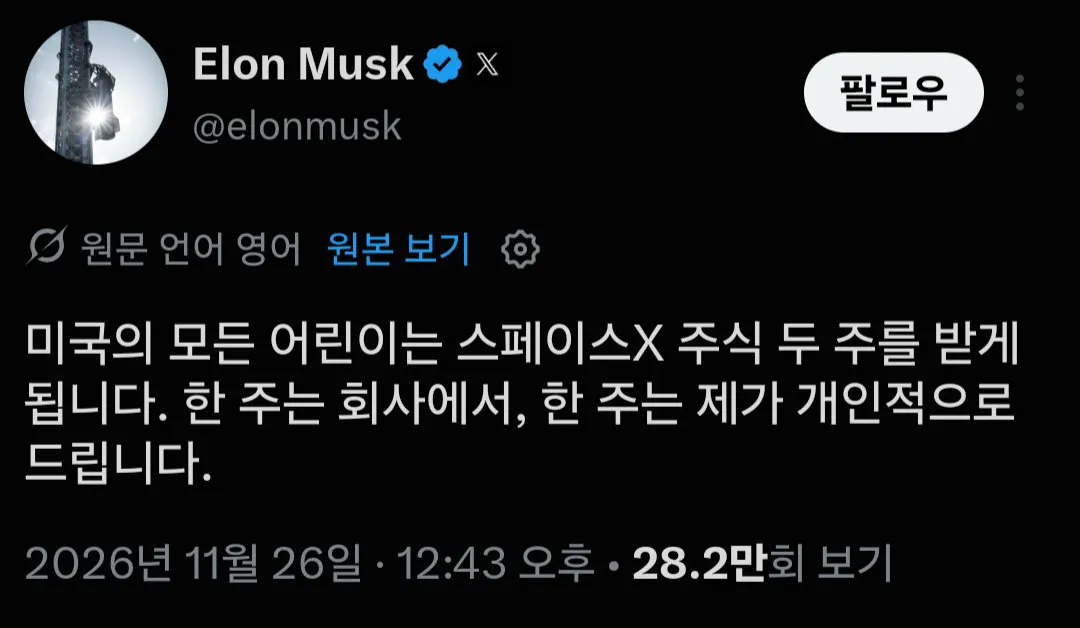 Elon Musk
@elonmusk
팔로우
원문 언어 영어 원본 보기
미국의 모든 어린이는 스페이스X 주식 두 주를 받게
됩니다. 한 주는 회사에서, 한 주는 제가 개인적으로
드립니다.
2026년 11월 26일 · 12:43 오후 • 28.2만회 보기